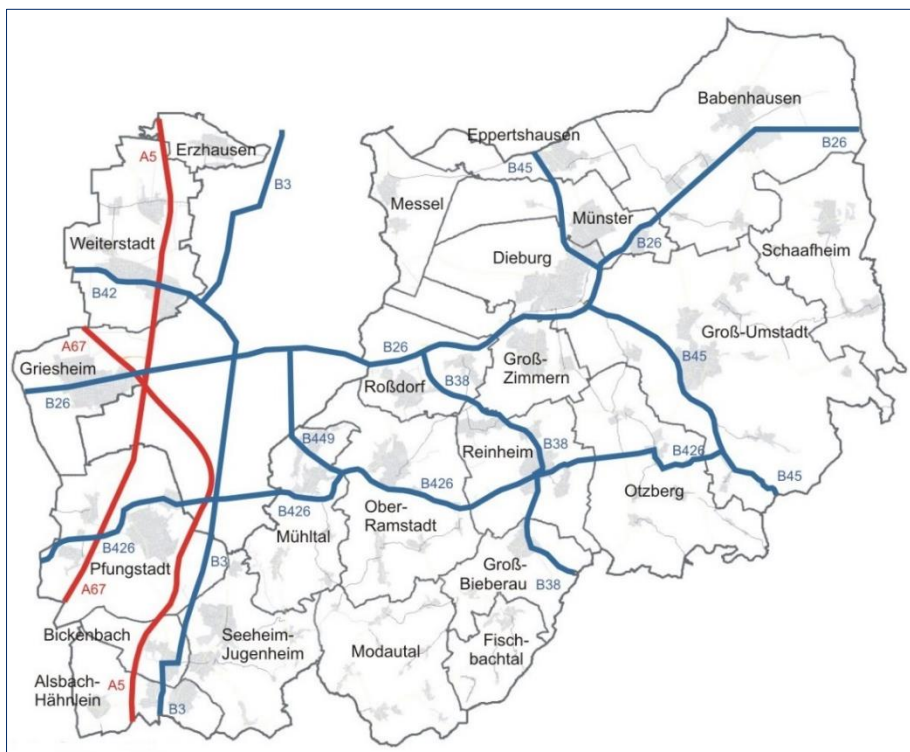 Babenhausen
Eppertshausen
B26
A5
Erzhausen
B45
B3
Messel
Münster
Weiterstadt
B26
Schaafheim
Dieburg
B42
Groß-Umstadt
A67
B26
Groß-
Zimmern
B45
Griesheim
Roßdorf
B38
B26
B449
Reinheim
B38
B426
B45
B426
Otzberg
Ober-
Ramstadt
B426
Mühltal
B426
B3
Pfungstadt
Groß-
Bieberau
B38
A67
Bickenbach
Seeheim-
Jugenheim
Modautal
Fisch-
bachtal
Alsbach-
Hähnlein
A5
B3